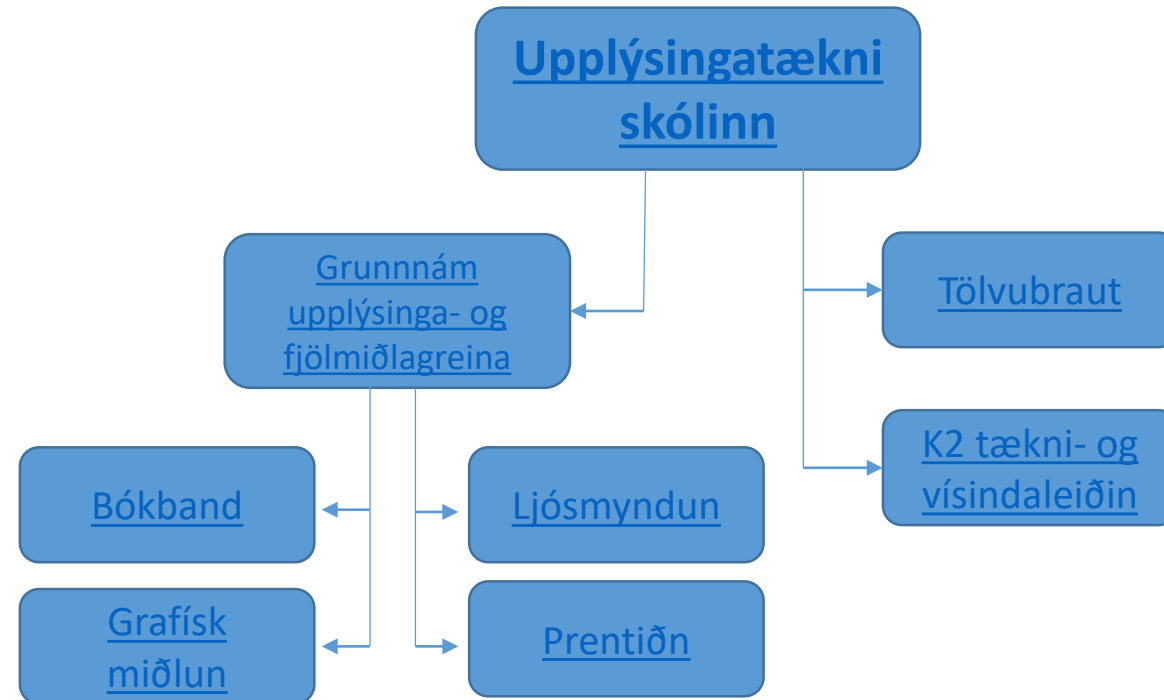 Upplýsingatækni
skólinn
Grunnnám
upplýsinga- og
fjölmiðlagreina
Tölvubraut
K2 tækni- og
vísindaleiðin
Bókband
Ljósmyndun
Grafísk
miðlun
Prentiðn